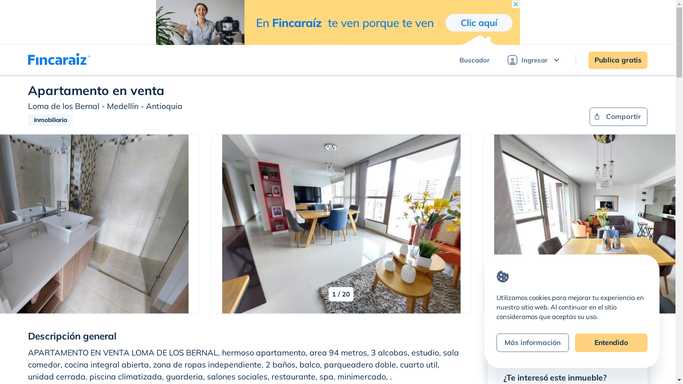 En Fincaraíz te ven porque te ven
Clic aquí
Fincaraíz
Buscador
Ingresar
Publica gratis
Apartamento en venta
Loma de los Bernal - Medellín - Antioquia
Inmobiliaria
Compartir
1 / 20
Utilizamos cookies para mejorar tu experiencia en
nuestro sitio web. Al continuar en el sitio
consideramos que aceptas su uso.
Más información
Entendido
Descripción general
APARTAMENTO EN VENTA LOMA DE LOS BERNAL, hermoso apartamento, area 94 metros, 3 alcobas, estudio, sala
comedor, cocina integral abierta, zona de ropas independiente, 2 baños, balco, parqueadero doble, cuarto util,
unidad cerrada, piscina climatizada, guarderia, salones sociales, restaurante, spa, minimercado, .
¿Te interesó este inmueble?